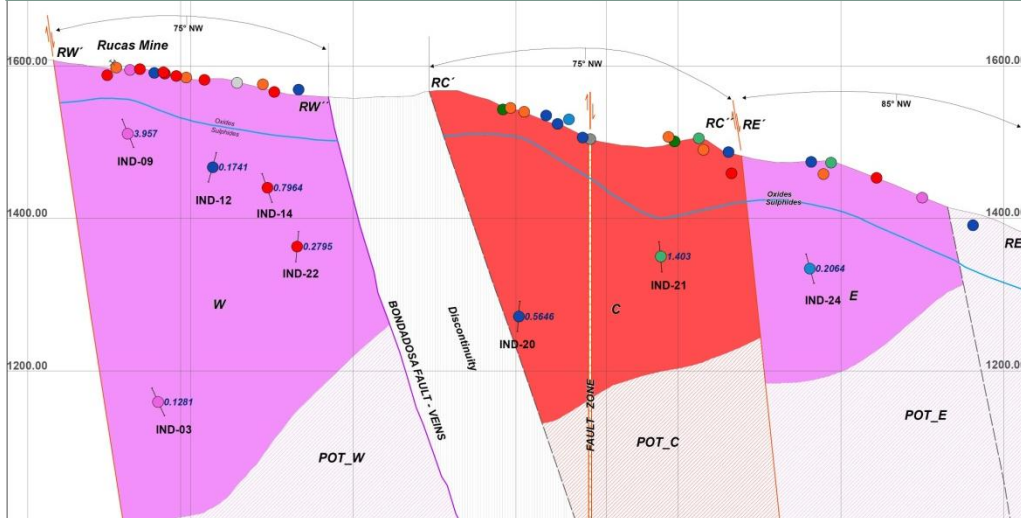 75° NW
RW´
Rucas Mine
1600.00
RW´´
Oxides
Sulphides
3.957
IND-09
0.1741
IND-12
0.7964
IND-14
0.2795
IND-22
1400.00
W
1200.00
0.1281
IND-03
POT_W
BONDADOSA FAULT - VEINS
Discontinuity
75° NW
RC´
RC´´
0.5646
IND-20
C
1.403
IND-21
FAULT ZONE
POT_C
85° NW
RE´
1600.00
Oxides
Sulphides
1400.00
RE
0.2064
IND-24
E
1200.00
POT_E